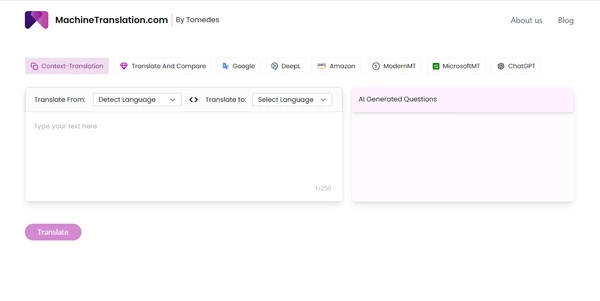 MachineTranslation.com By Tomedes About us Blog
Context-Translation Translate And Compare Google DeepL aws Amazon ModernMT MicrosoftMT ChatGPT
Translate From: Detect Language Translate to: Select Language AI Generated Questions
Type your text here
1/250
Translate